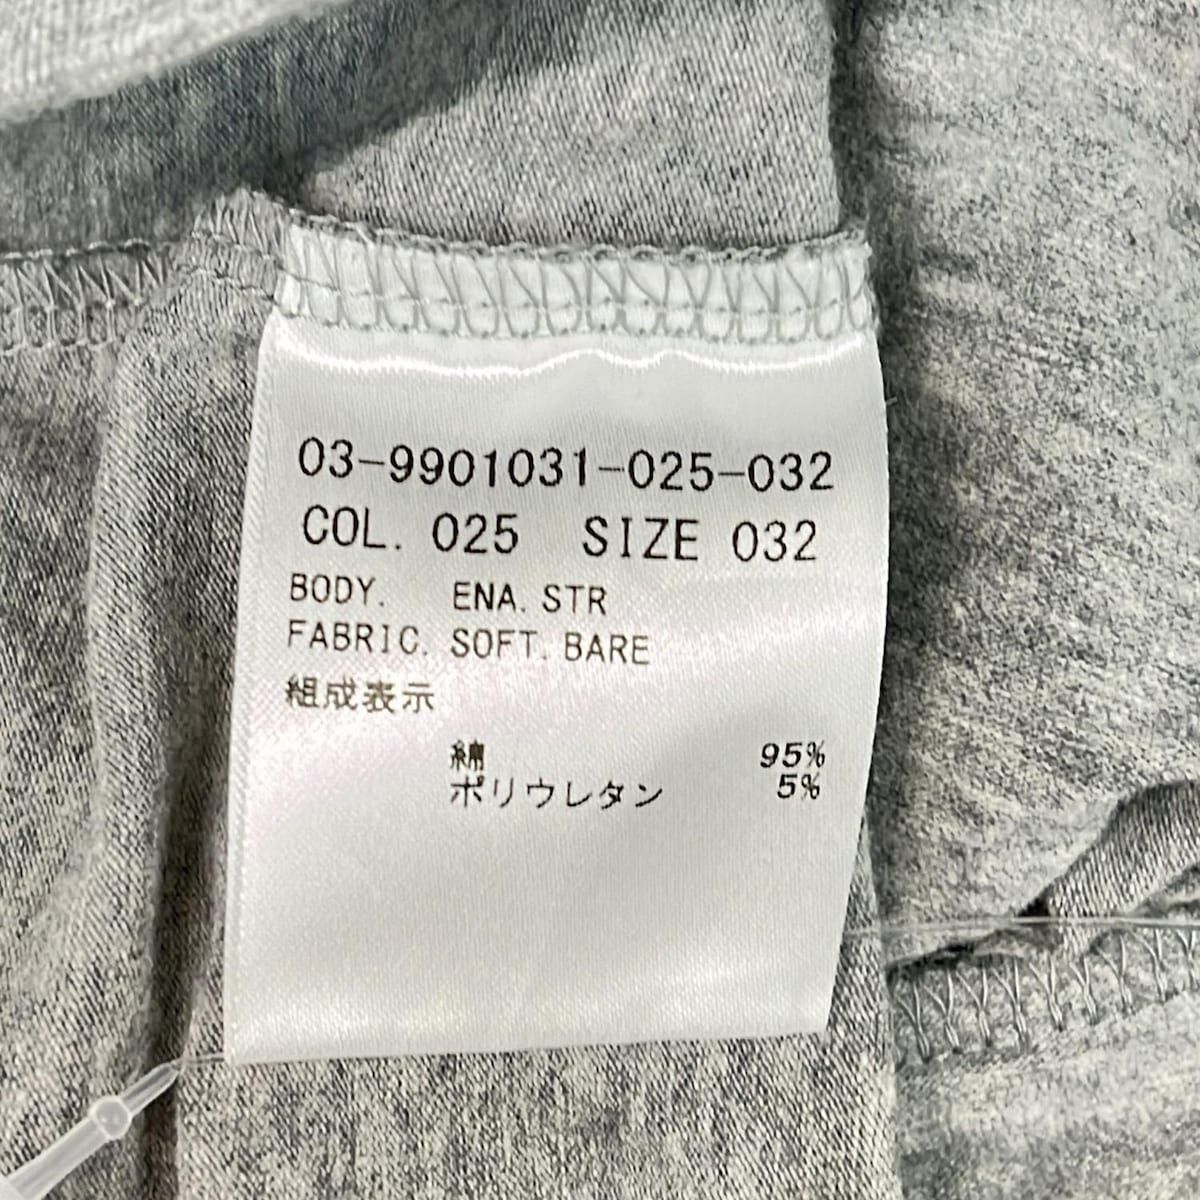 03-9901031-025-032
COL. 025 SIZE 032
BODY. ENA. STR
FABRIC. SOFT. BARE
組成表示
綿 95%
ポリウレタン 5%